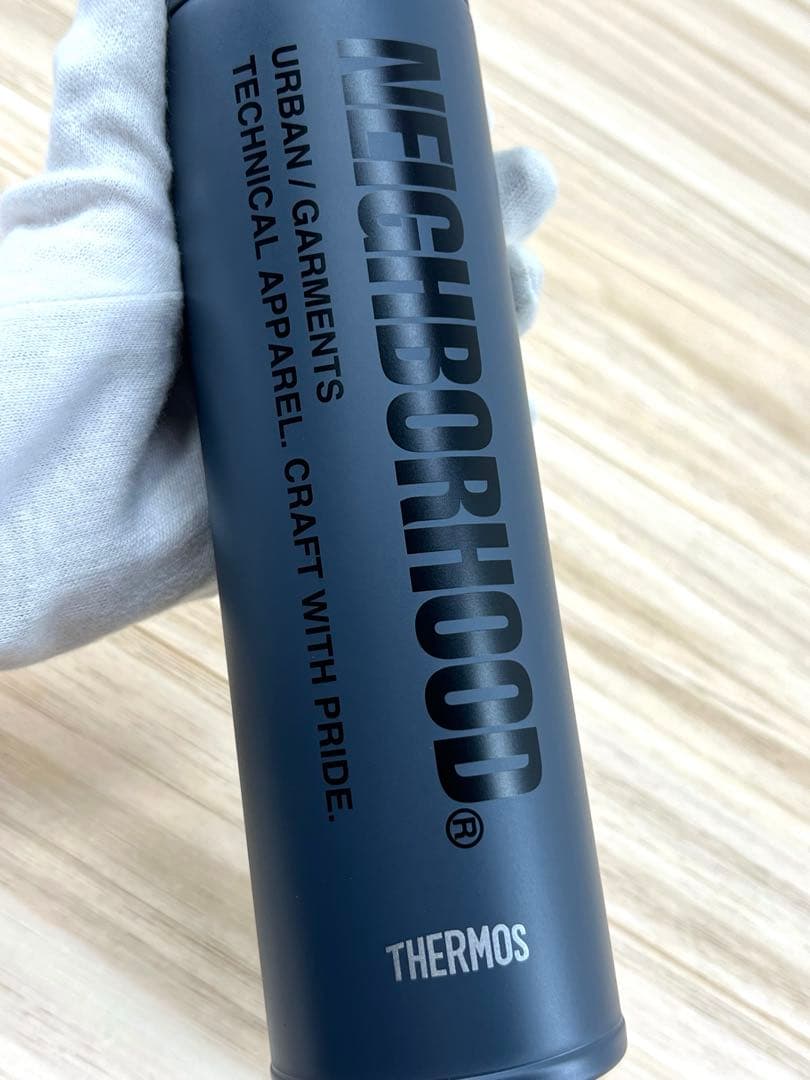 NEIGHBORHOOD®
URBAN / GARMENTS
TECHNICAL APPAREL. CRAFT WITH PRIDE.
THERMOS